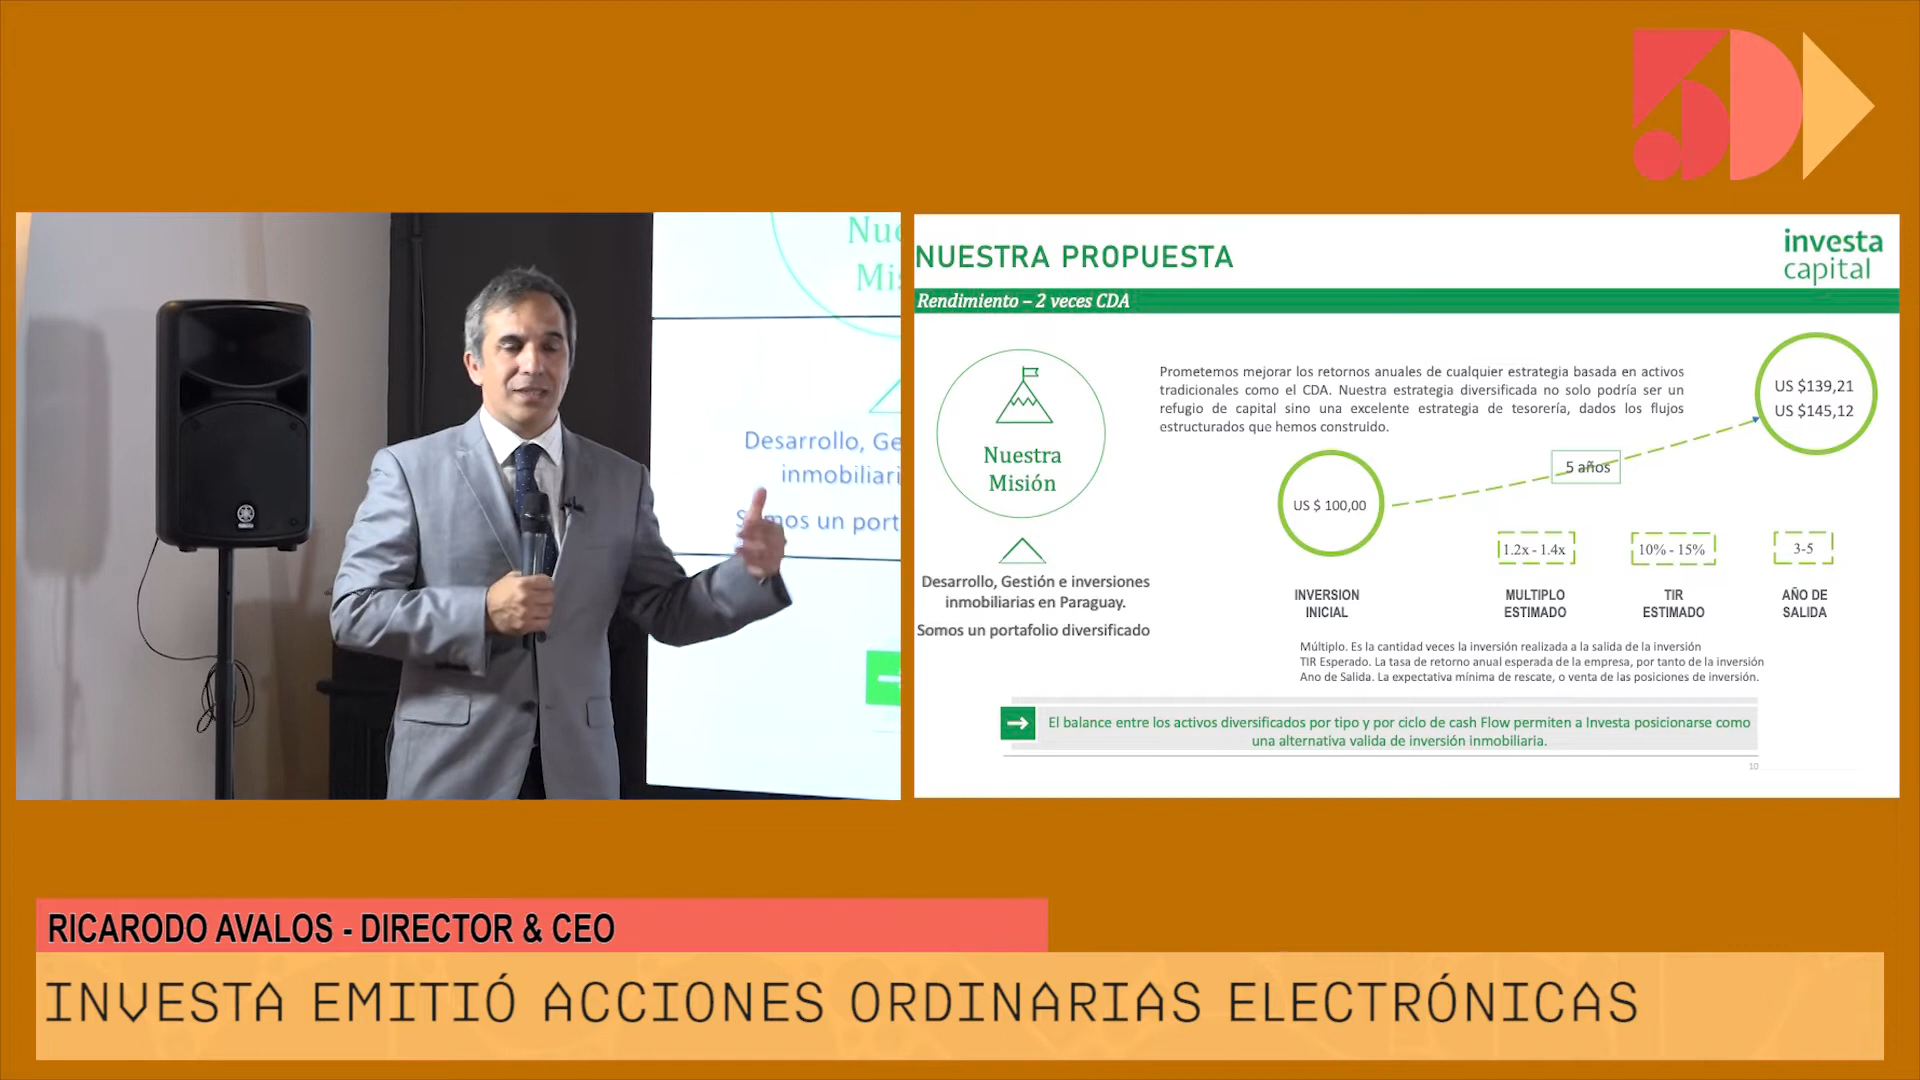 Nue
Mi
Desarrollo, Ge
inmobiliari
Somos un port
NUESTRA PROPUESTA
investa
capital
Rendimiento – 2 veces CDA
Prometemos mejorar los retornos anuales de cualquier estrategia basada en activos
tradicionales como el CDA. Nuestra estrategia diversificada no solo podría ser un
refugio de capital sino una excelente estrategia de tesorería, dados los flujos
estructurados que hemos construido.
US $139,21
US $145,12
5 años
US $ 100,00
Nuestra
Misión
Desarrollo, Gestión e inversiones
inmobiliarias en Paraguay.
Somos un portafolio diversificado
1.2x - 1.4x
10% - 15%
3-5
INVERSION
INICIAL
MULTIPLO
ESTIMADO
TIR
ESTIMADO
AÑO DE
SALIDA
Múltiplo. Es la cantidad veces la inversión realizada a la salida de la inversión
TIR Esperado. La tasa de retorno anual esperada de la empresa, por tanto de la inversión
Ano de Salida. La expectativa mínima de rescate, o venta de las posiciones de inversión.
El balance entre los activos diversificados por tipo y por ciclo de cash Flow permiten a Investa posicionarse como
una alternativa valida de inversión inmobiliaria.
10
RICARODO AVALOS - DIRECTOR & CEO
INVESTA EMITIÓ ACCIONES ORDINARIAS ELECTRÓNICAS